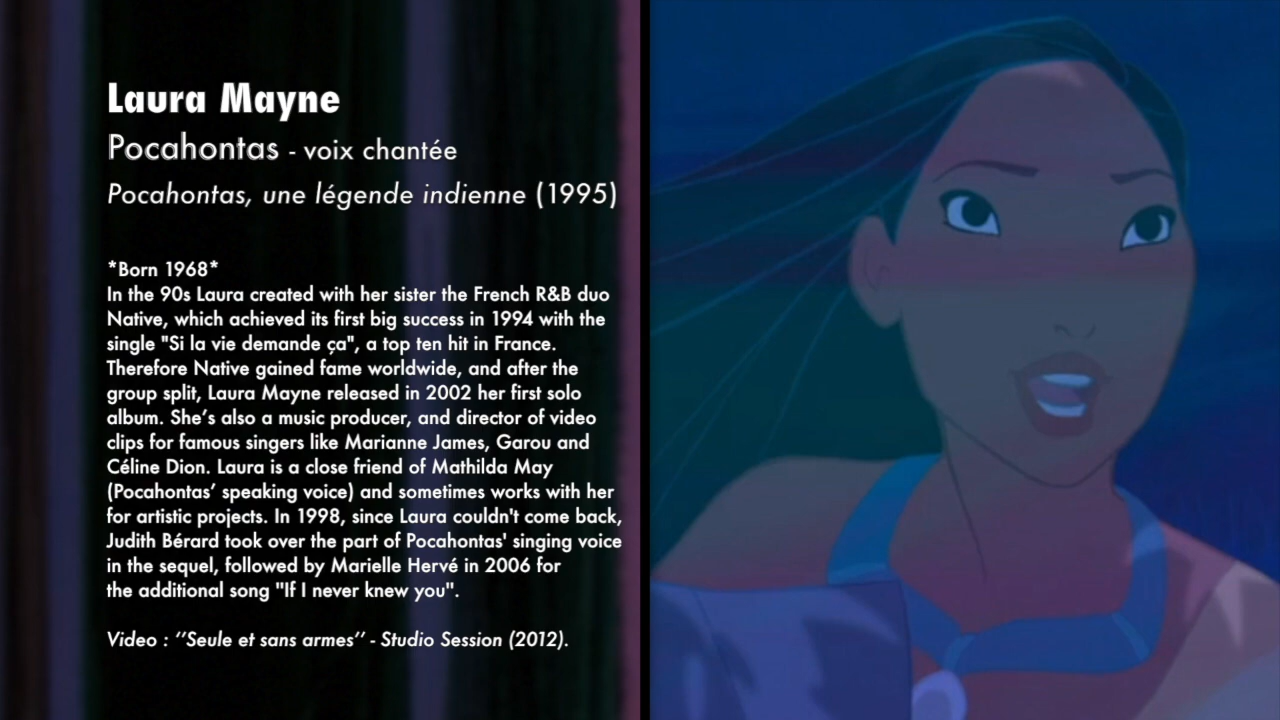 Laura Mayne
Pocahontas - voix chantée
Pocahontas, une légende indienne (1995)
*Born 1968*
In the 90s Laura created with her sister the French R&B duo
Native, which achieved its first big success in 1994 with the
single "Si la vie demande ça", a top ten hit in France.
Therefore Native gained fame worldwide, and after the
group split, Laura Mayne released in 2002 her first solo
album. She’s also a music producer, and director of video
clips for famous singers like Marianne James, Garou and
Céline Dion. Laura is a close friend of Mathilda May
(Pocahontas’ speaking voice) and sometimes works with her
for artistic projects. In 1998, since Laura couldn't come back,
Judith Bérard took over the part of Pocahontas' singing voice
in the sequel, followed by Marielle Hervé in 2006 for
the additional song "If I never knew you".
Video : ‘’Seule et sans armes’’ - Studio Session (2012).